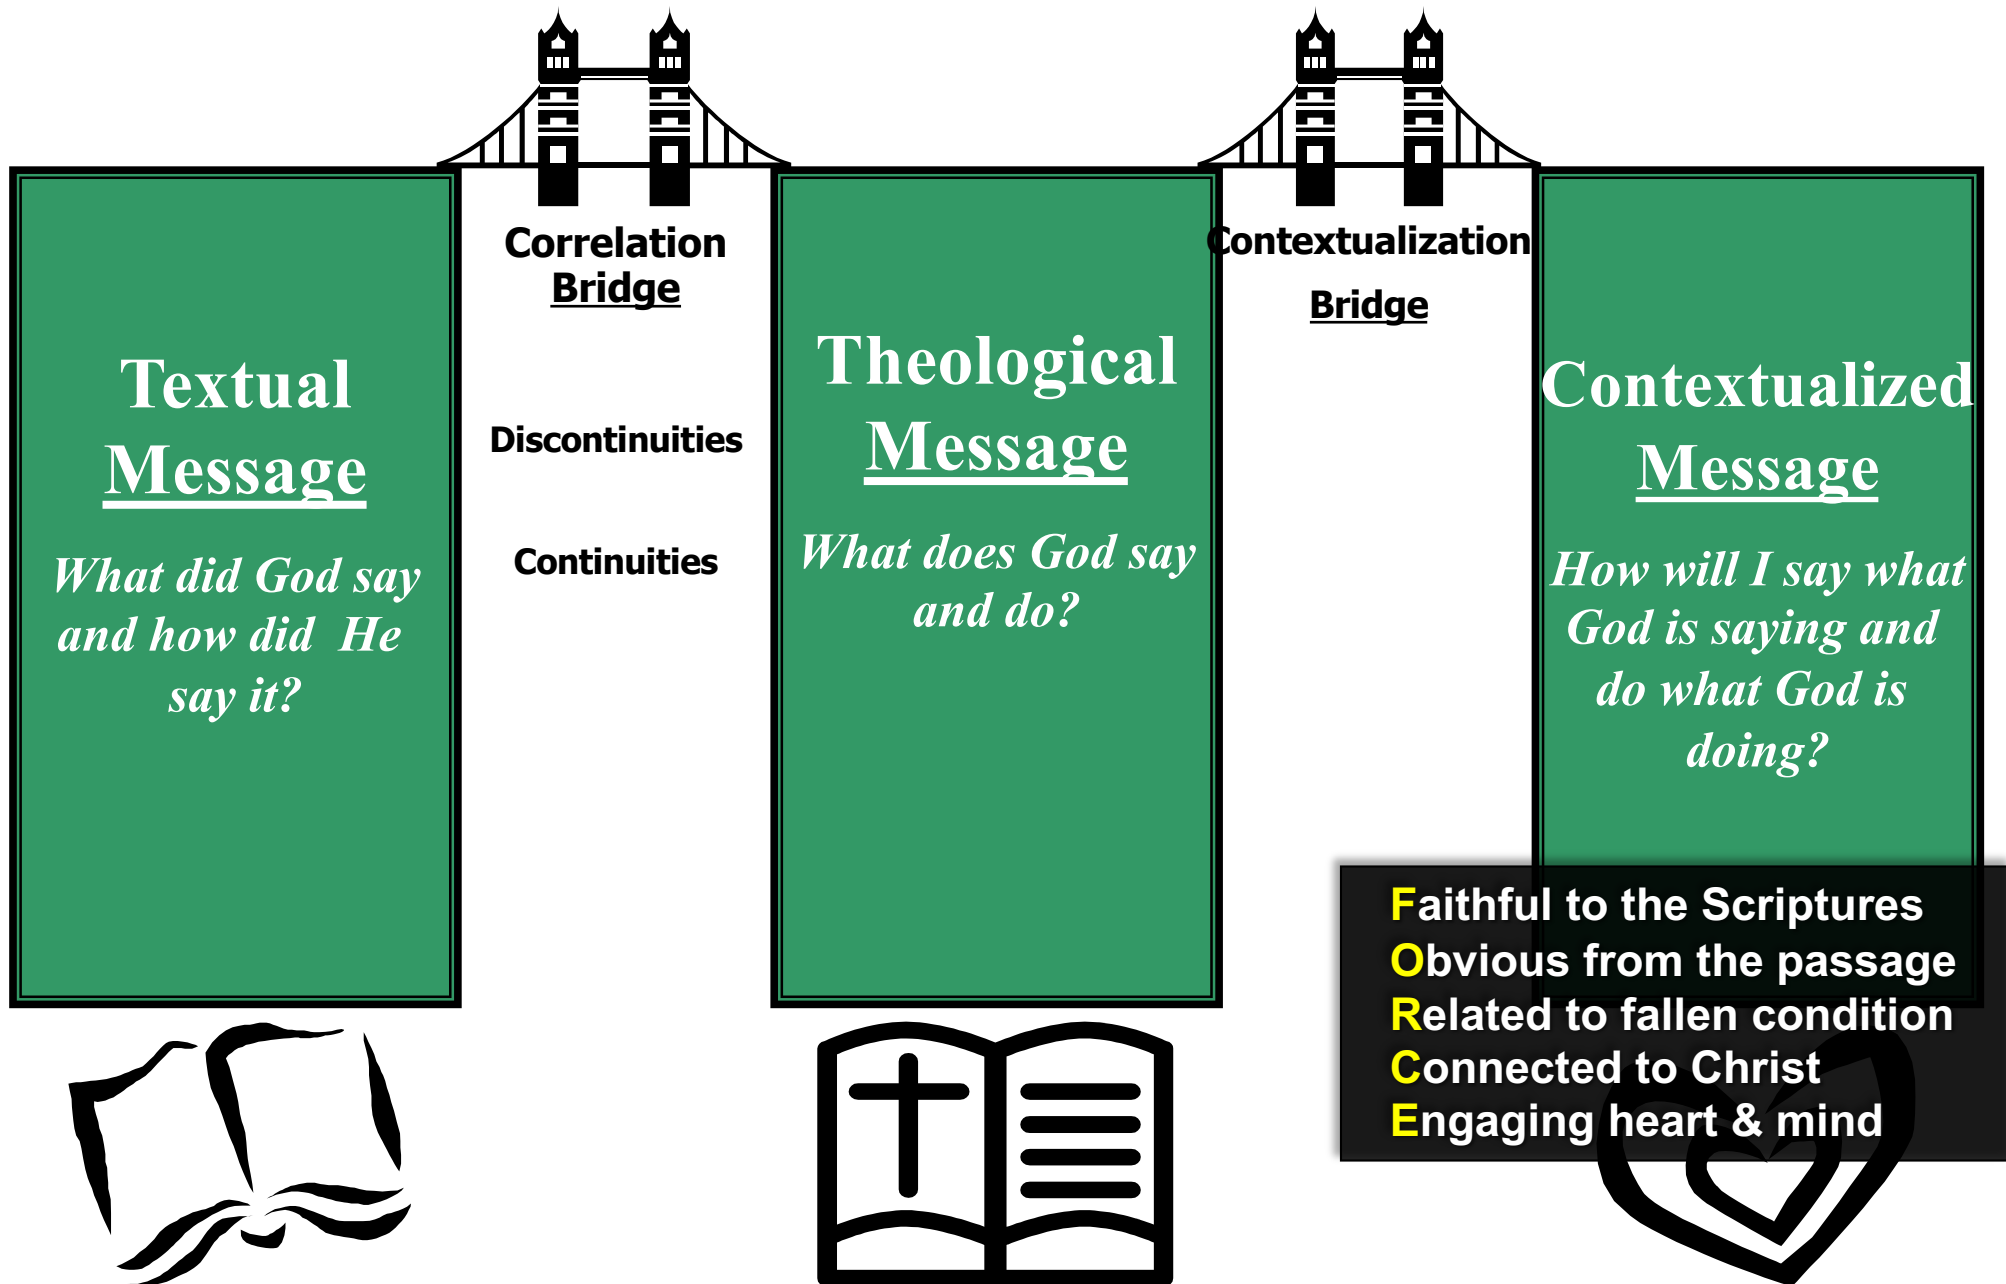 Textual
Message
What did God say
and how did He
say it?
Correlation
Bridge
Discontinuities
Continuities
Theological
Message
What does God say
and do?
Contextualization
Bridge
Contextualized
Message
How will I say what
God is saying and
do what God is
doing?
Faithful to the Scriptures
Obvious from the passage
Related to fallen condition
Connected to Christ
Engaging heart & mind